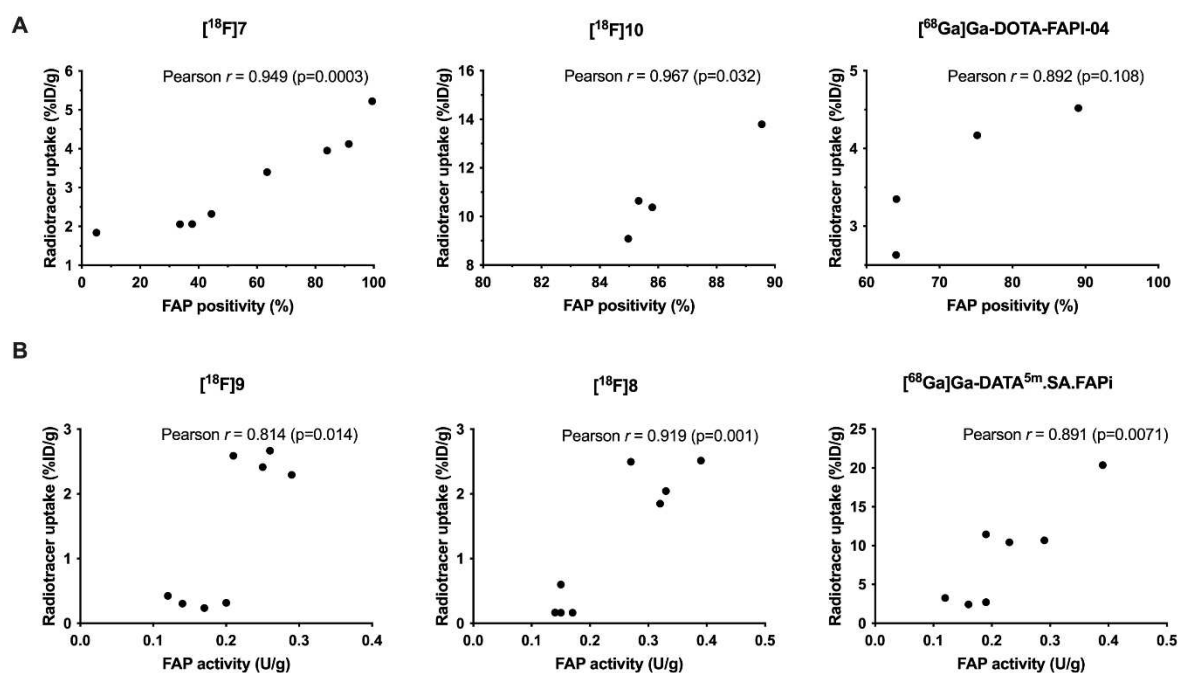 A
[¹⁸F]7
[¹⁸F]10
[⁶⁸Ga]Ga-DOTA-FAPI-04
Pearson r = 0.949 (p=0.0003)
Pearson r = 0.967 (p=0.032)
Pearson r = 0.892 (p=0.108)
Radiotracer uptake (%ID/g)
6
5
4
3
2
1
0 20 40 60 80 100
FAP positivity (%)
Radiotracer uptake (%ID/g)
16
14
12
10
8
80 82 84 86 88 90
FAP positivity (%)
Radiotracer uptake (%ID/g)
5
4
3
60 70 80 90 100
FAP positivity (%)
B
[¹⁸F]9
[¹⁸F]8
[⁶⁸Ga]Ga-DATA⁵ᵐ.SA.FAPi
Pearson r = 0.814 (p=0.014)
Pearson r = 0.919 (p=0.001)
Pearson r = 0.891 (p=0.0071)
Radiotracer uptake (%ID/g)
3
2
1
0
0.0 0.1 0.2 0.3 0.4
FAP activity (U/g)
Radiotracer uptake (%ID/g)
3
2
1
0
0.0 0.1 0.2 0.3 0.4 0.5
FAP activity (U/g)
Radiotracer uptake (%ID/g)
25
20
15
10
5
0
0.0 0.1 0.2 0.3 0.4 0.5
FAP activity (U/g)